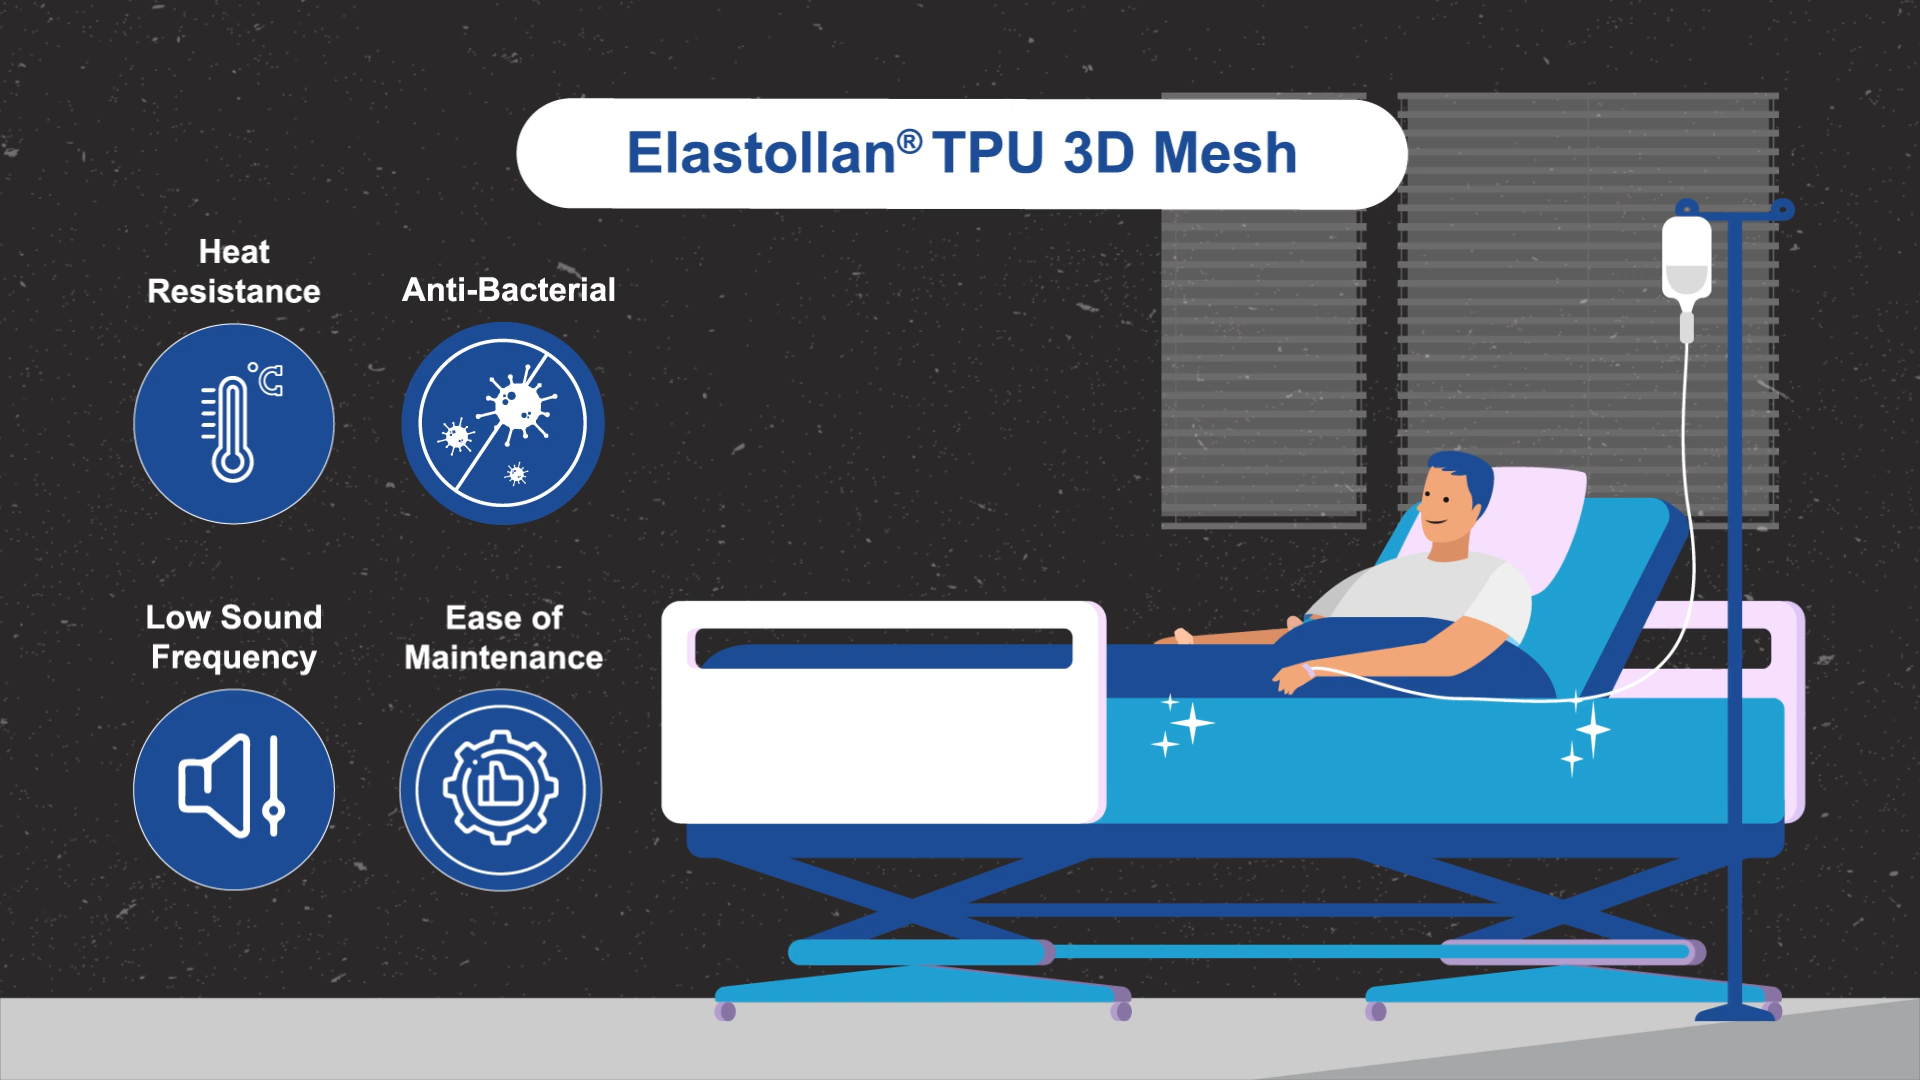 Elastollan® TPU 3D Mesh
Heat
Resistance
Anti-Bacterial
°C
Low Sound
Frequency
Ease of
Maintenance